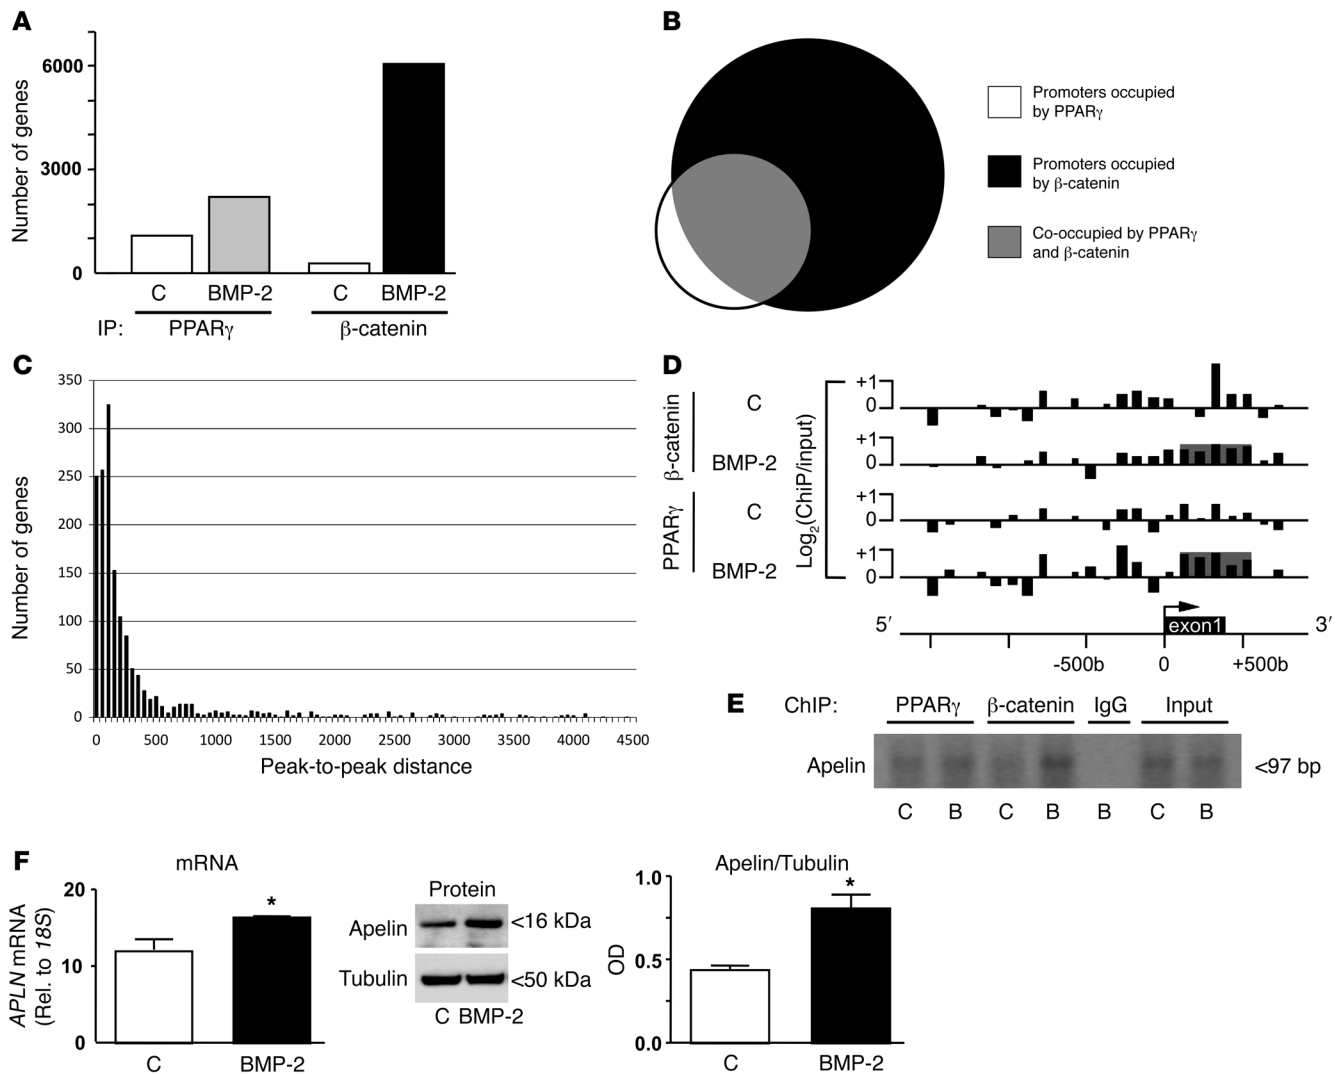 A
Number of genes
6000
3000
0
C BMP-2 C BMP-2
IP: PPARγ β-catenin
B
Promoters occupied
by PPARγ
Promoters occupied
by β-catenin
Co-occupied by PPARγ
and β-catenin
C
Number of genes
350
300
250
200
150
100
50
0
0 500 1000 1500 2000 2500 3000 3500 4000 4500
Peak-to-peak distance
D
β-catenin
PPARγ
C
BMP-2
C
BMP-2
Log2(ChiP/input)
+1
0
+1
0
+1
0
+1
0
exon1
5′ 3′
-500b 0 +500b
E
ChIP: PPARγ β-catenin IgG Input
Apelin <97 bp
C B C B B C B
F
mRNA
APLN mRNA
(Rel. to 18S)
20
10
0
*
C BMP-2
Protein
Apelin <16 kDa
Tubulin <50 kDa
C BMP-2
Apelin/Tubulin
OD
1.0
0.5
0.0
*
C BMP-2